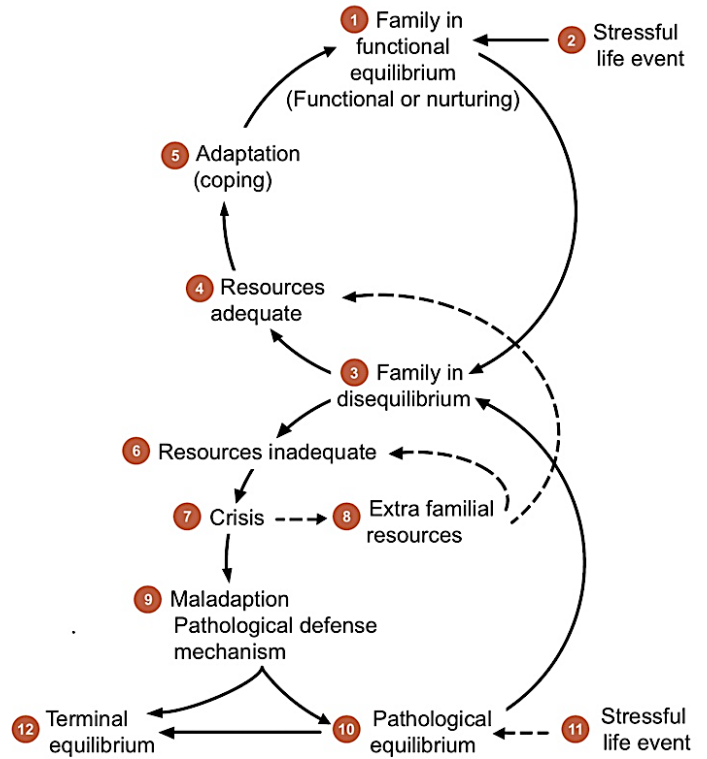 1 Family in
functional
equilibrium
(Functional or nurturing)
2 Stressful
life event
5 Adaptation
(coping)
4 Resources
adequate
3 Family in
disequilibrium
6 Resources inadequate
7 Crisis
8 Extra familial
resources
9 Maladaption
Pathological defense
mechanism
12 Terminal
equilibrium
10 Pathological
equilibrium
11 Stressful
life event